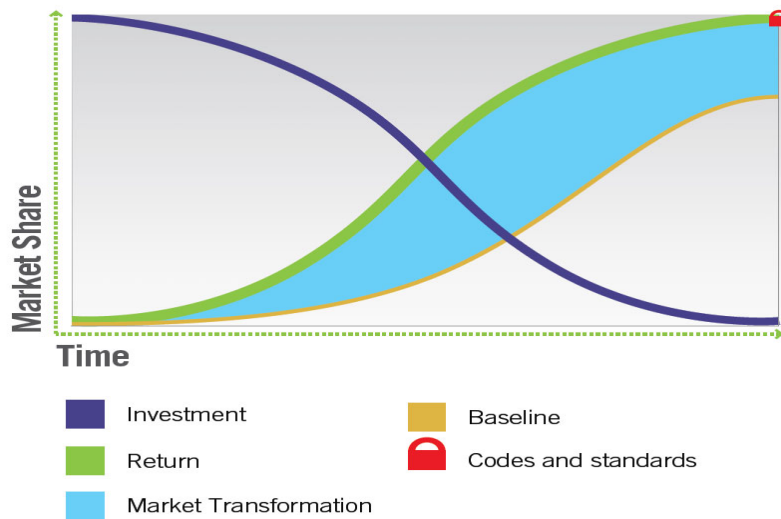 Market Share
Time
Investment
Baseline
Return
Codes and standards
Market Transformation